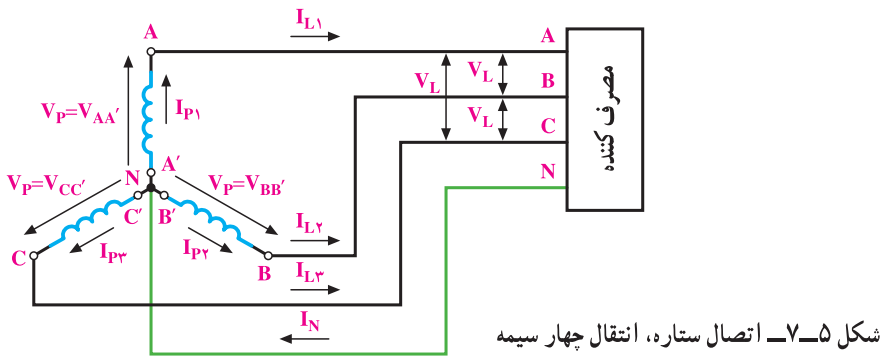 A
I_L۱
A
V_L
V_L
B
V_L
C
N
مصرف کننده
V_P=V_AA′
I_P۱
A′
N
V_P=V_CC′
V_P=V_BB′
C′
B′
I_P۳
I_P۲
I_L۲
C
B
I_L۳
I_N
شکل ۵ــ۷ــ اتصال ستاره، انتقال چهار سیمه